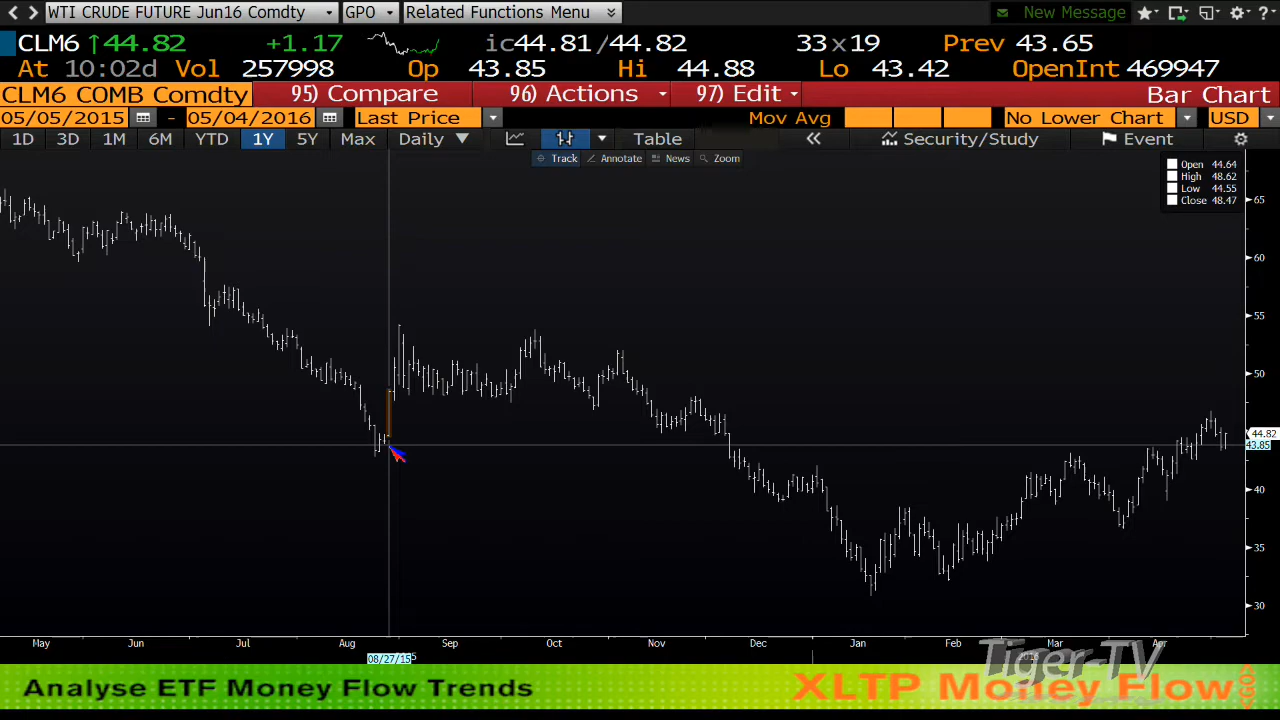 WTI CRUDE FUTURE Jun16 Comdty GPO Related Functions Menu New Message
CLM6 ↑44.82 +1.17 ic44.81/44.82 33x19 Prev 43.65
At 10:02d Vol 257998 Op 43.85 Hi 44.88 Lo 43.42 OpenInt 469947
CLM6 COMB Comdty 95) Compare 96) Actions 97) Edit Bar Chart
05/05/2015 - 05/04/2016 Last Price Mov Avg No Lower Chart USD
1D 3D 1M 6M YTD 1Y 5Y Max Daily Table Security/Study Event
Track Annotate News Zoom
Open 44.64
High 48.62
Low 44.55
Close 48.47
65
60
55
50
44.82
43.85
40
35
30
May Jun Jul Aug Sep Oct Nov Dec Jan Feb Mar Apr
08/27/15 2016
Tiger-TV
Analyse ETF Money Flow Trends XLTP Money Flow